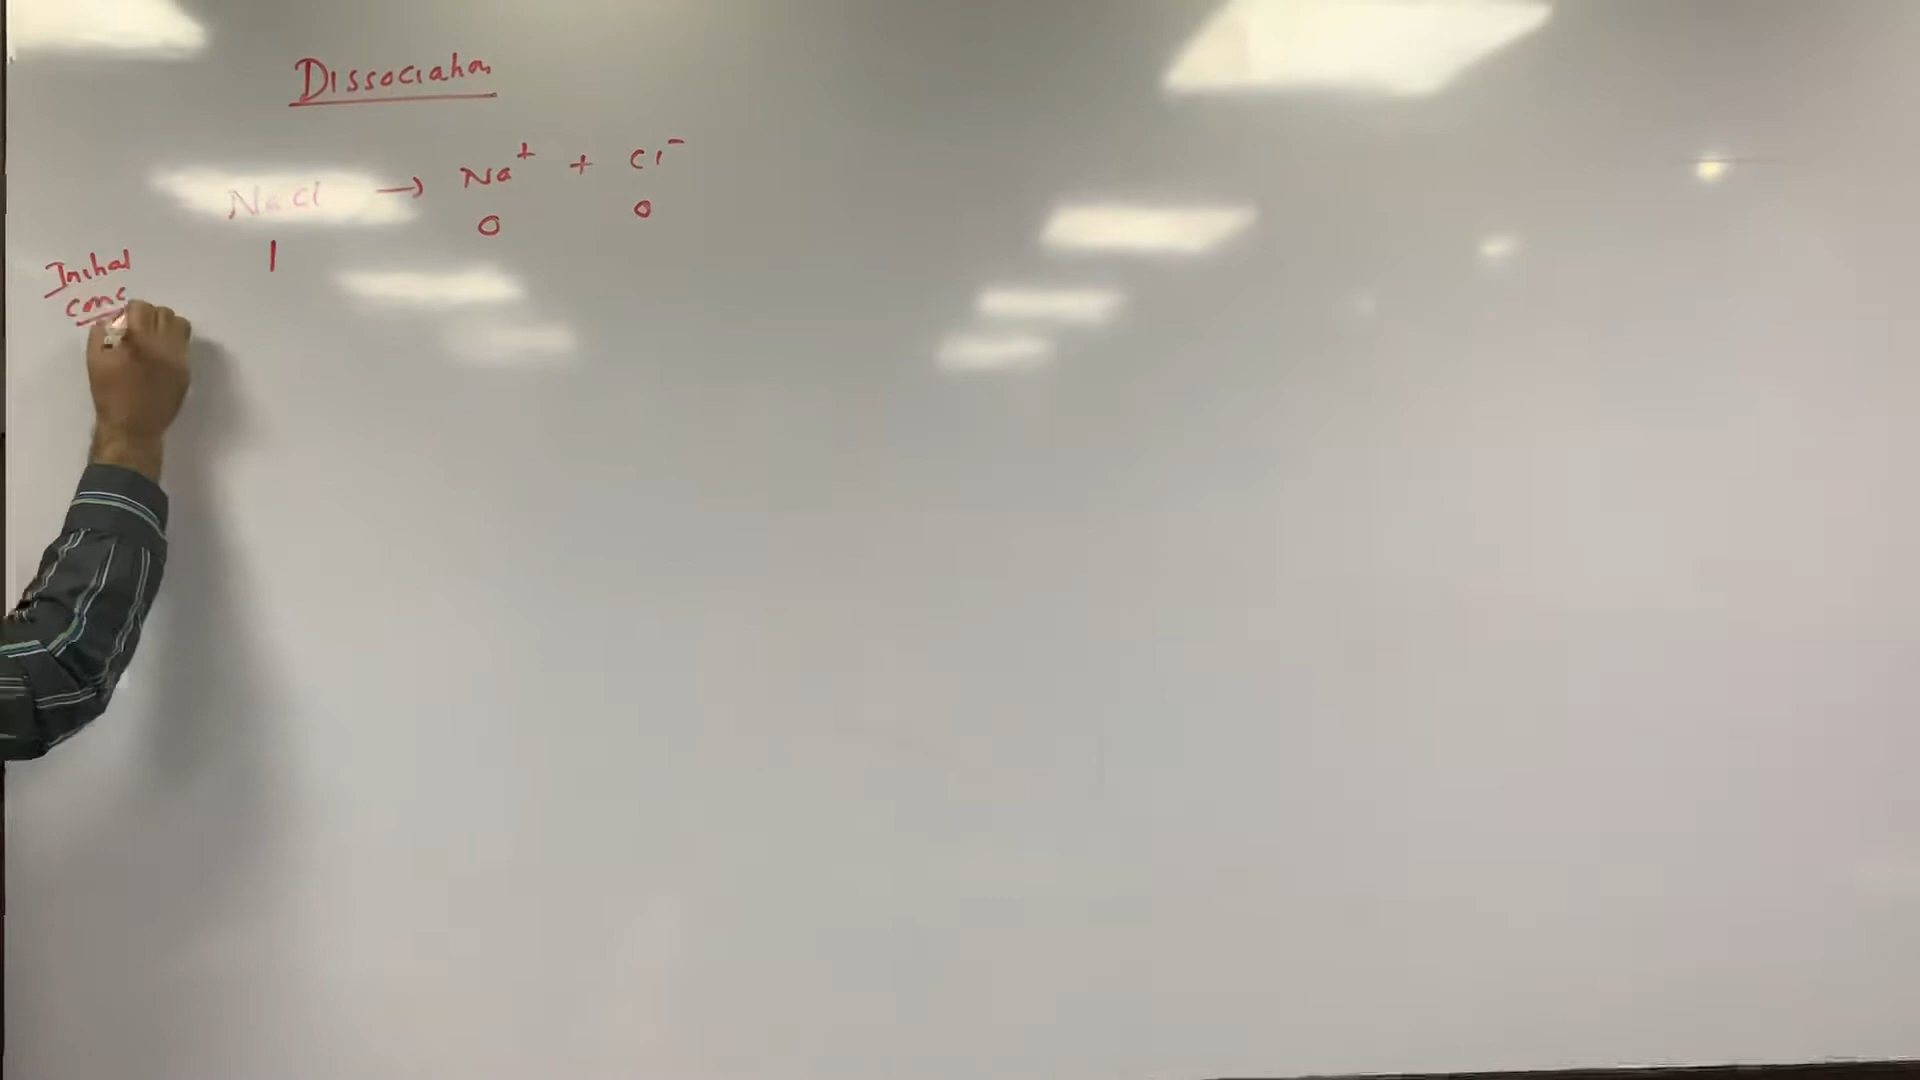 Dissociation
NaCl → Na⁺ + Cl⁻
1 0 0
Initial
conc